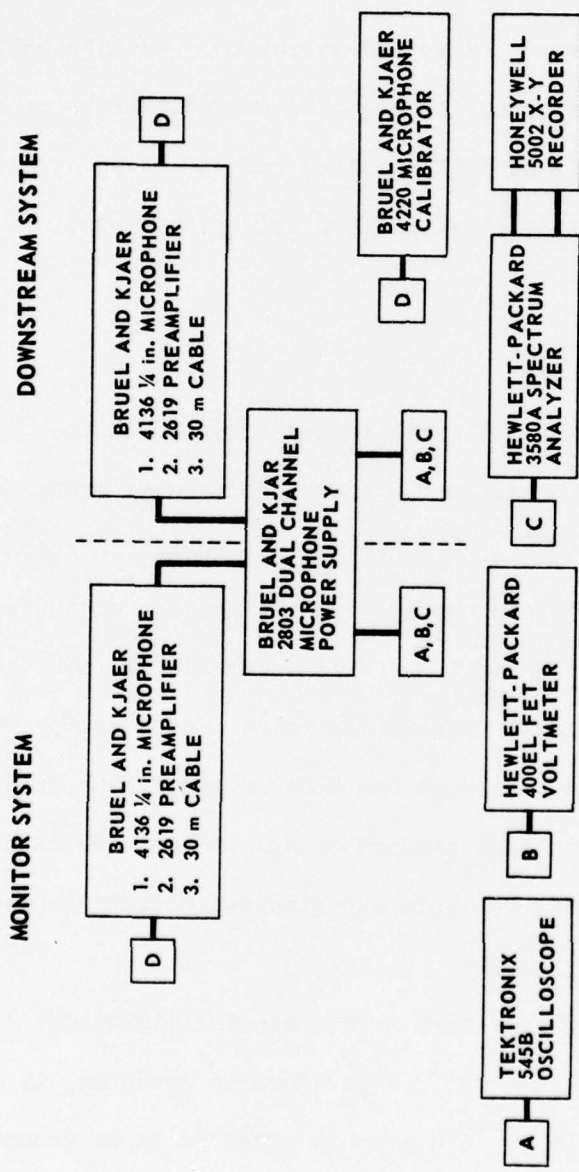 MONITOR SYSTEM
DOWNSTREAM SYSTEM
D
BRUEL AND KJAER
1. 4136 ¼ in. MICROPHONE
2. 2619 PREAMPLIFIER
3. 30 m CABLE
BRUEL AND KJAER
1. 4136 ¼ in. MICROPHONE
2. 2619 PREAMPLIFIER
3. 30 m CABLE
D
BRUEL AND KJAR
2803 DUAL CHANNEL
MICROPHONE
POWER SUPPLY
A,B,C
A,B,C
D
BRUEL AND KJAER
4220 MICROPHONE
CALIBRATOR
A
TEKTRONIX
545B
OSCILLOSCOPE
B
HEWLETT-PACKARD
400EL FET
VOLTMETER
C
HEWLETT-PACKARD
3580A SPECTRUM
ANALYZER
HONEYWELL
5002 X-Y
RECORDER